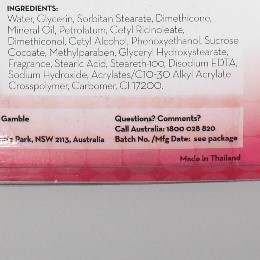 INGREDIENTS:
Water, Glycerin, Sorbitan Stearate, Dimethicone,
Mineral Oil, Petrolatum, Cetyl Ricinoleate,
Dimethiconol, Cetyl Alcohol, Phenoxyethanol, Sucrose
Cocoate, Methylparaben, Glyceryl Hydroxystearate,
Fragrance, Stearic Acid, Steareth-100, Disodium EDTA,
Sodium Hydroxide, Acrylates/C10-30 Alkyl Acrylate
Crosspolymer, Carbomer, CI 17200.
Gamble
Park, NSW 2113, Australia
Questions? Comments?
Call Australia: 1800 028 820
Batch No. /Mfg Date: see package
Made in Thailand